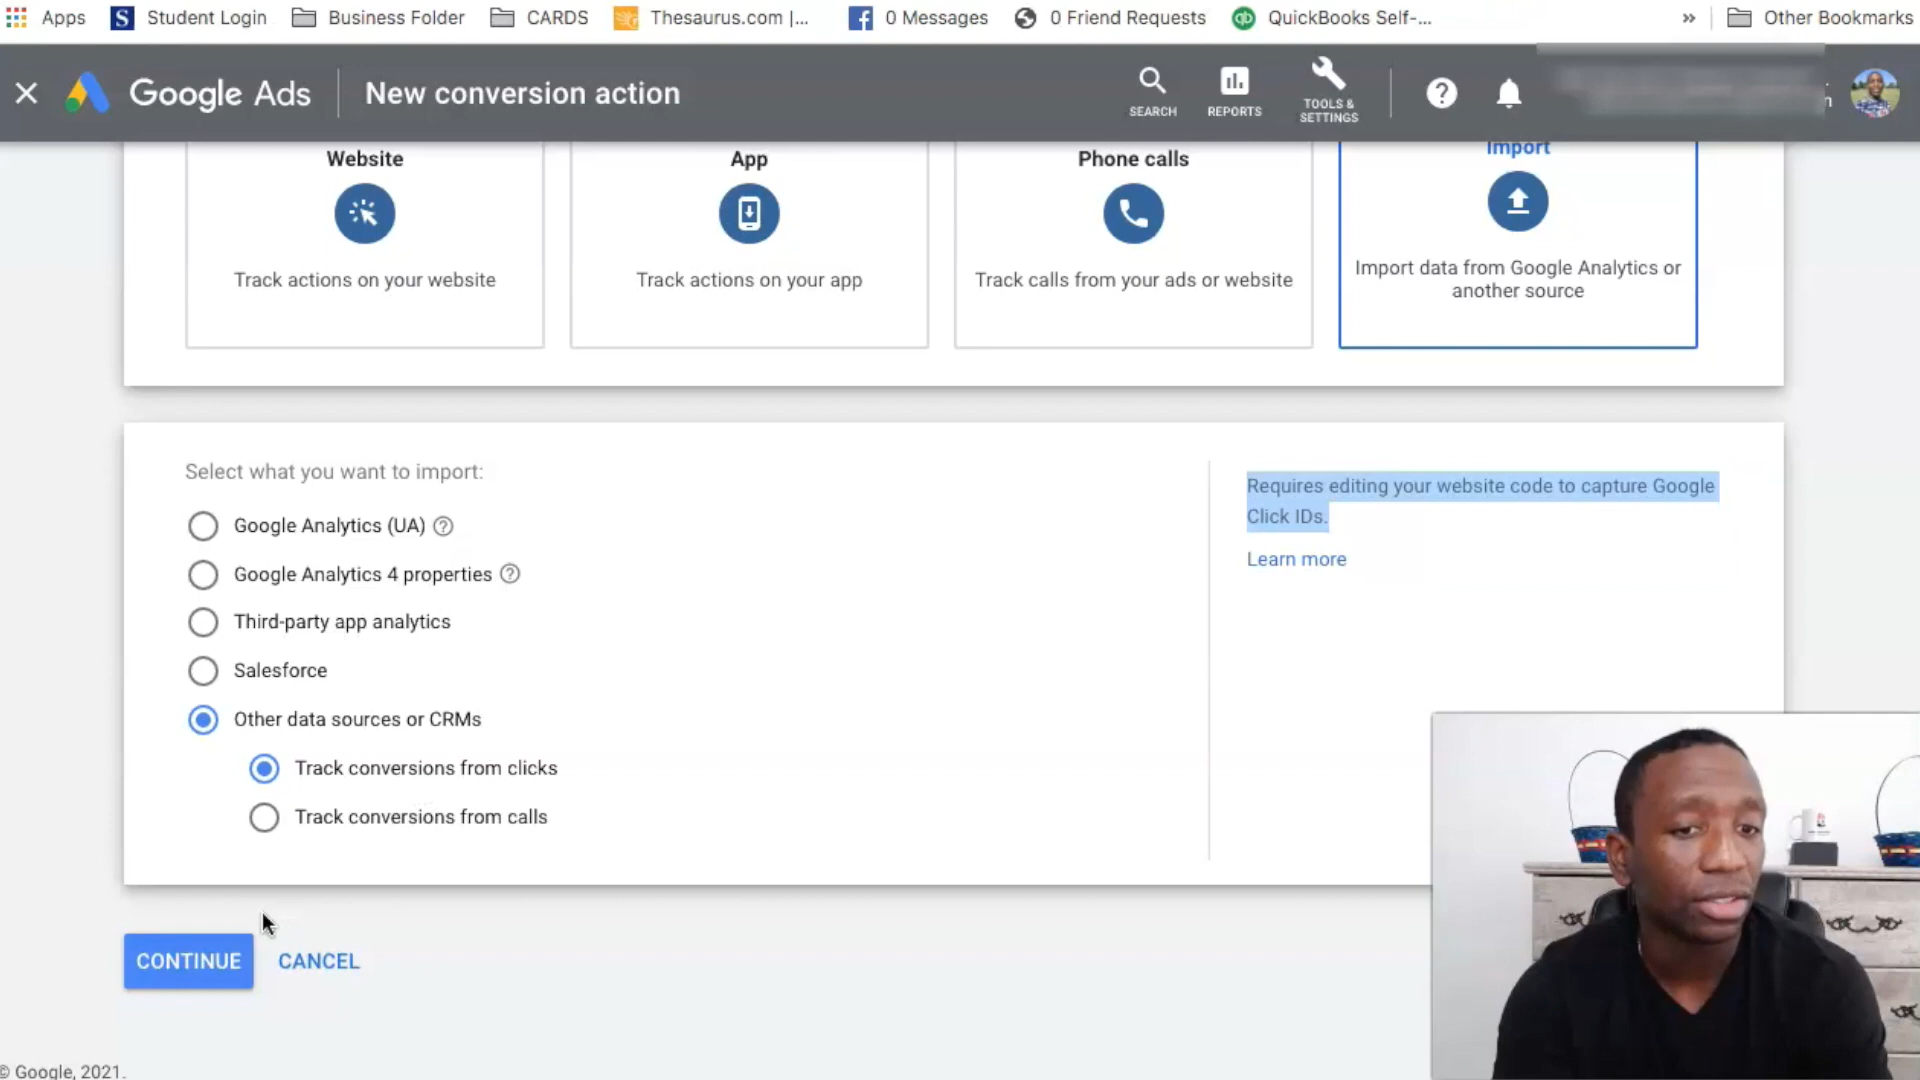 Apps
S Student Login
Business Folder
CARDS
Thesaurus.com |...
0 Messages
0 Friend Requests
qb QuickBooks Self-...
»
Other Bookmarks
Google Ads
New conversion action
SEARCH
REPORTS
TOOLS &
SETTINGS
Website
Track actions on your website
App
Track actions on your app
Phone calls
Track calls from your ads or website
Import
Import data from Google Analytics or
another source
Select what you want to import:
Google Analytics (UA)
Google Analytics 4 properties
Third-party app analytics
Salesforce
Other data sources or CRMs
Track conversions from clicks
Track conversions from calls
Requires editing your website code to capture Google
Click IDs.
Learn more
CONTINUE
CANCEL
© Google, 2021.